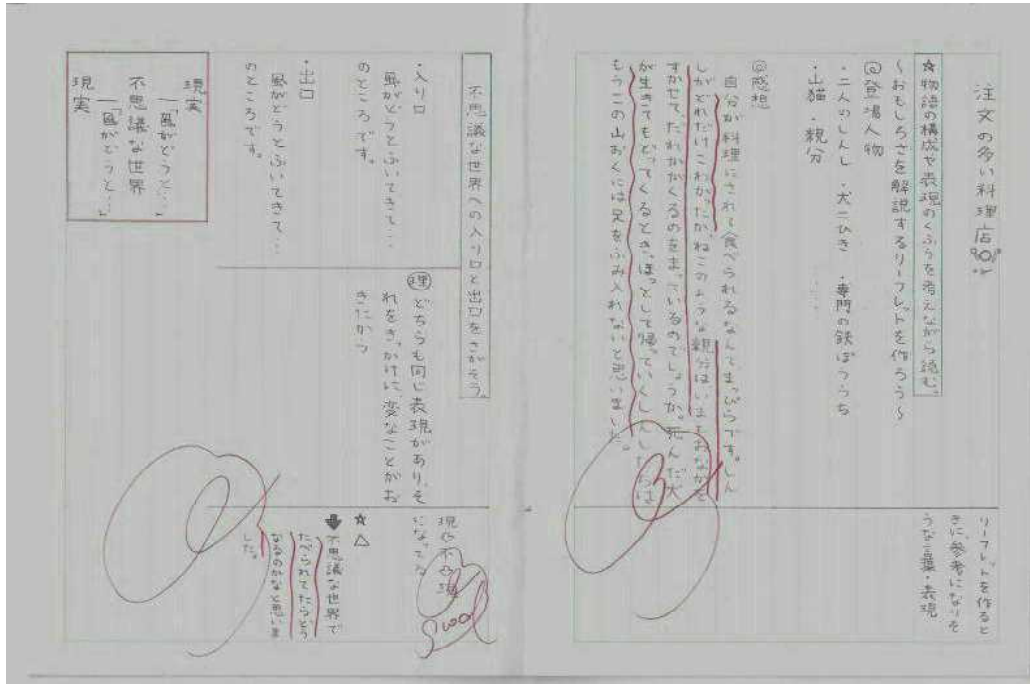 注文の多い料理店
☆物語の構成や表現のくふうを考えながら読む。
～おもしろさを解説するリーフレットを作ろう～
◎登場人物
・二人のしんし ・犬二ひき ・専門の鉄ぽううち
・山猫 ・親分
◎感想
自分が料理にされて食べられるなんてまっぴらです。しん
しがどれだけこわかったか。ねこのような親分はいまもおなかを
すかせて、だれかがくるのをまっているのでしょうか。死んだ犬
が生きてもどってくるとき、ほっとして帰っていくしんしたちは
もうこの山おくには足をふみ入れないと思いました。
リーフレットを作ると
きに、参考になりそ
うな言葉・表現
不思議な世界への入り口と出口をさがそう。
・入り口
風がどうとふいてきて…
のところです。
・出口
風がどうとふいてきて…
のところです。
現実
「風がどうと…」
不思議な世界
「風がどうと…」
現実
理 どちらも同じ表現があり、そ
れをきっかけに、変なことがお
きたから
になってる
good
☆△
↓不思議な世界で
たべられてたらどう
なるのかなと思いま
した。